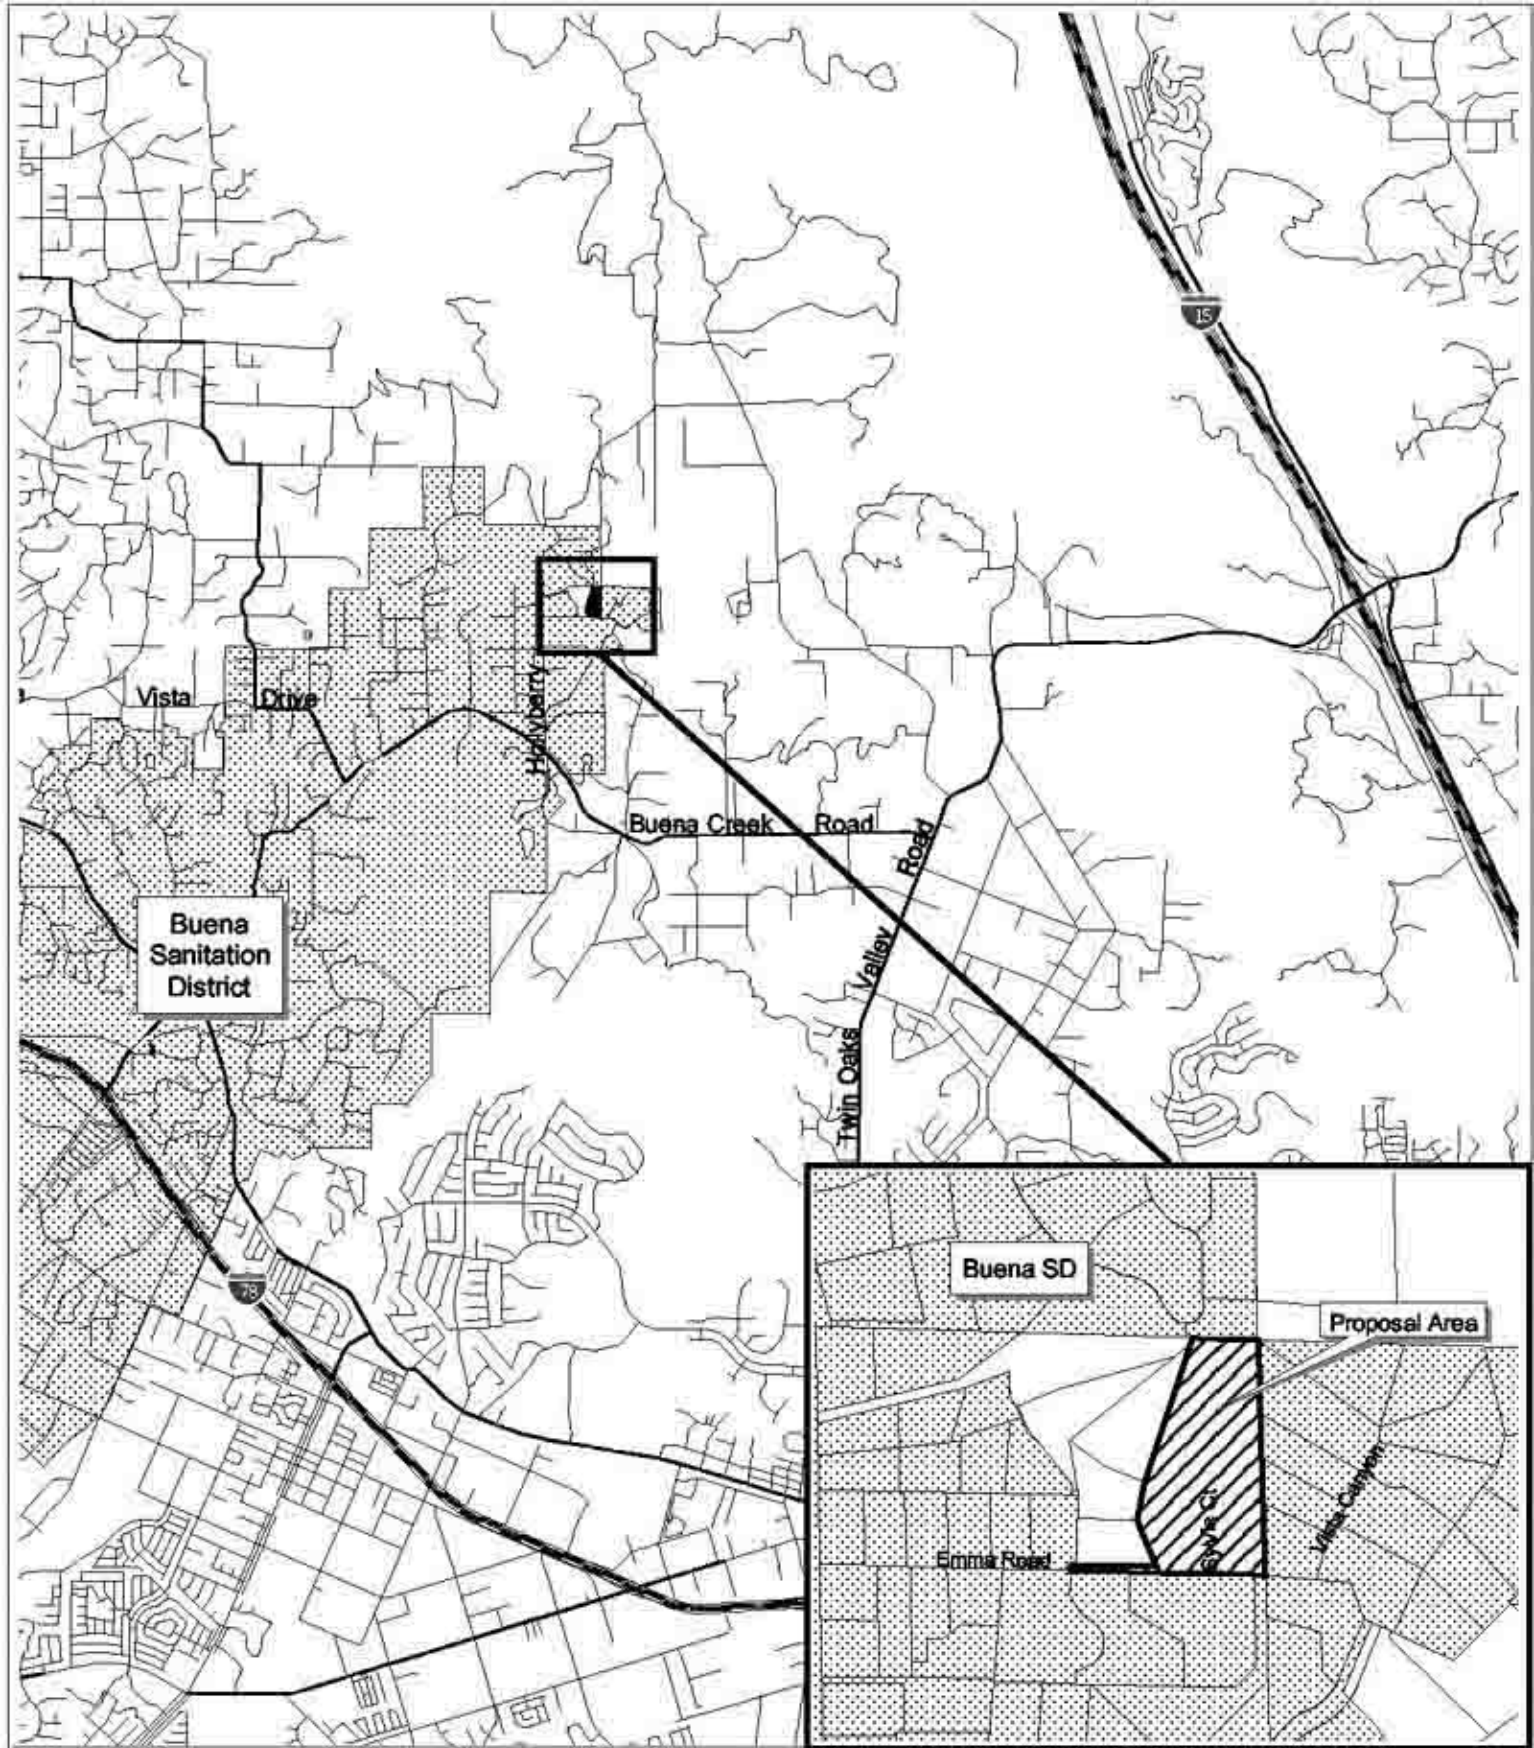 15
Vista Drive
Hollyberry
Buena Creek Road
Twin Oaks Valley Road
Buena
Sanitation
District
78
Buena SD
Proposal Area
Vista Canyon
Emma Road